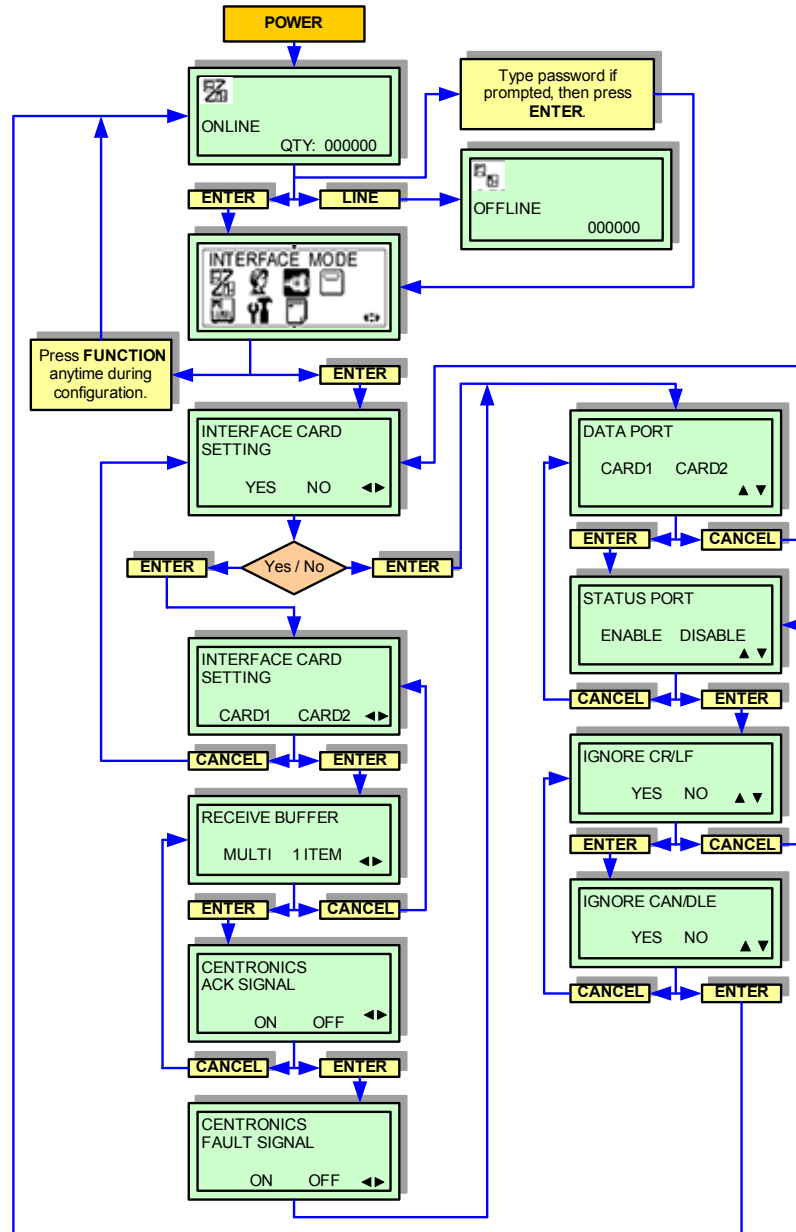 POWER
ONLINE
QTY: 000000
Type password if
prompted, then press
ENTER.
ENTER
LINE
OFFLINE
000000
INTERFACE MODE
Press FUNCTION
anytime during
configuration.
ENTER
INTERFACE CARD
SETTING
YES NO
Yes / No
ENTER
ENTER
INTERFACE CARD
SETTING
CARD1 CARD2
CANCEL
ENTER
RECEIVE BUFFER
MULTI 1 ITEM
ENTER
CANCEL
CENTRONICS
ACK SIGNAL
ON OFF
CANCEL
ENTER
CENTRONICS
FAULT SIGNAL
ON OFF
DATA PORT
CARD1 CARD2
ENTER
CANCEL
STATUS PORT
ENABLE DISABLE
CANCEL
ENTER
IGNORE CR/LF
YES NO
ENTER
CANCEL
IGNORE CAN/DLE
YES NO
CANCEL
ENTER